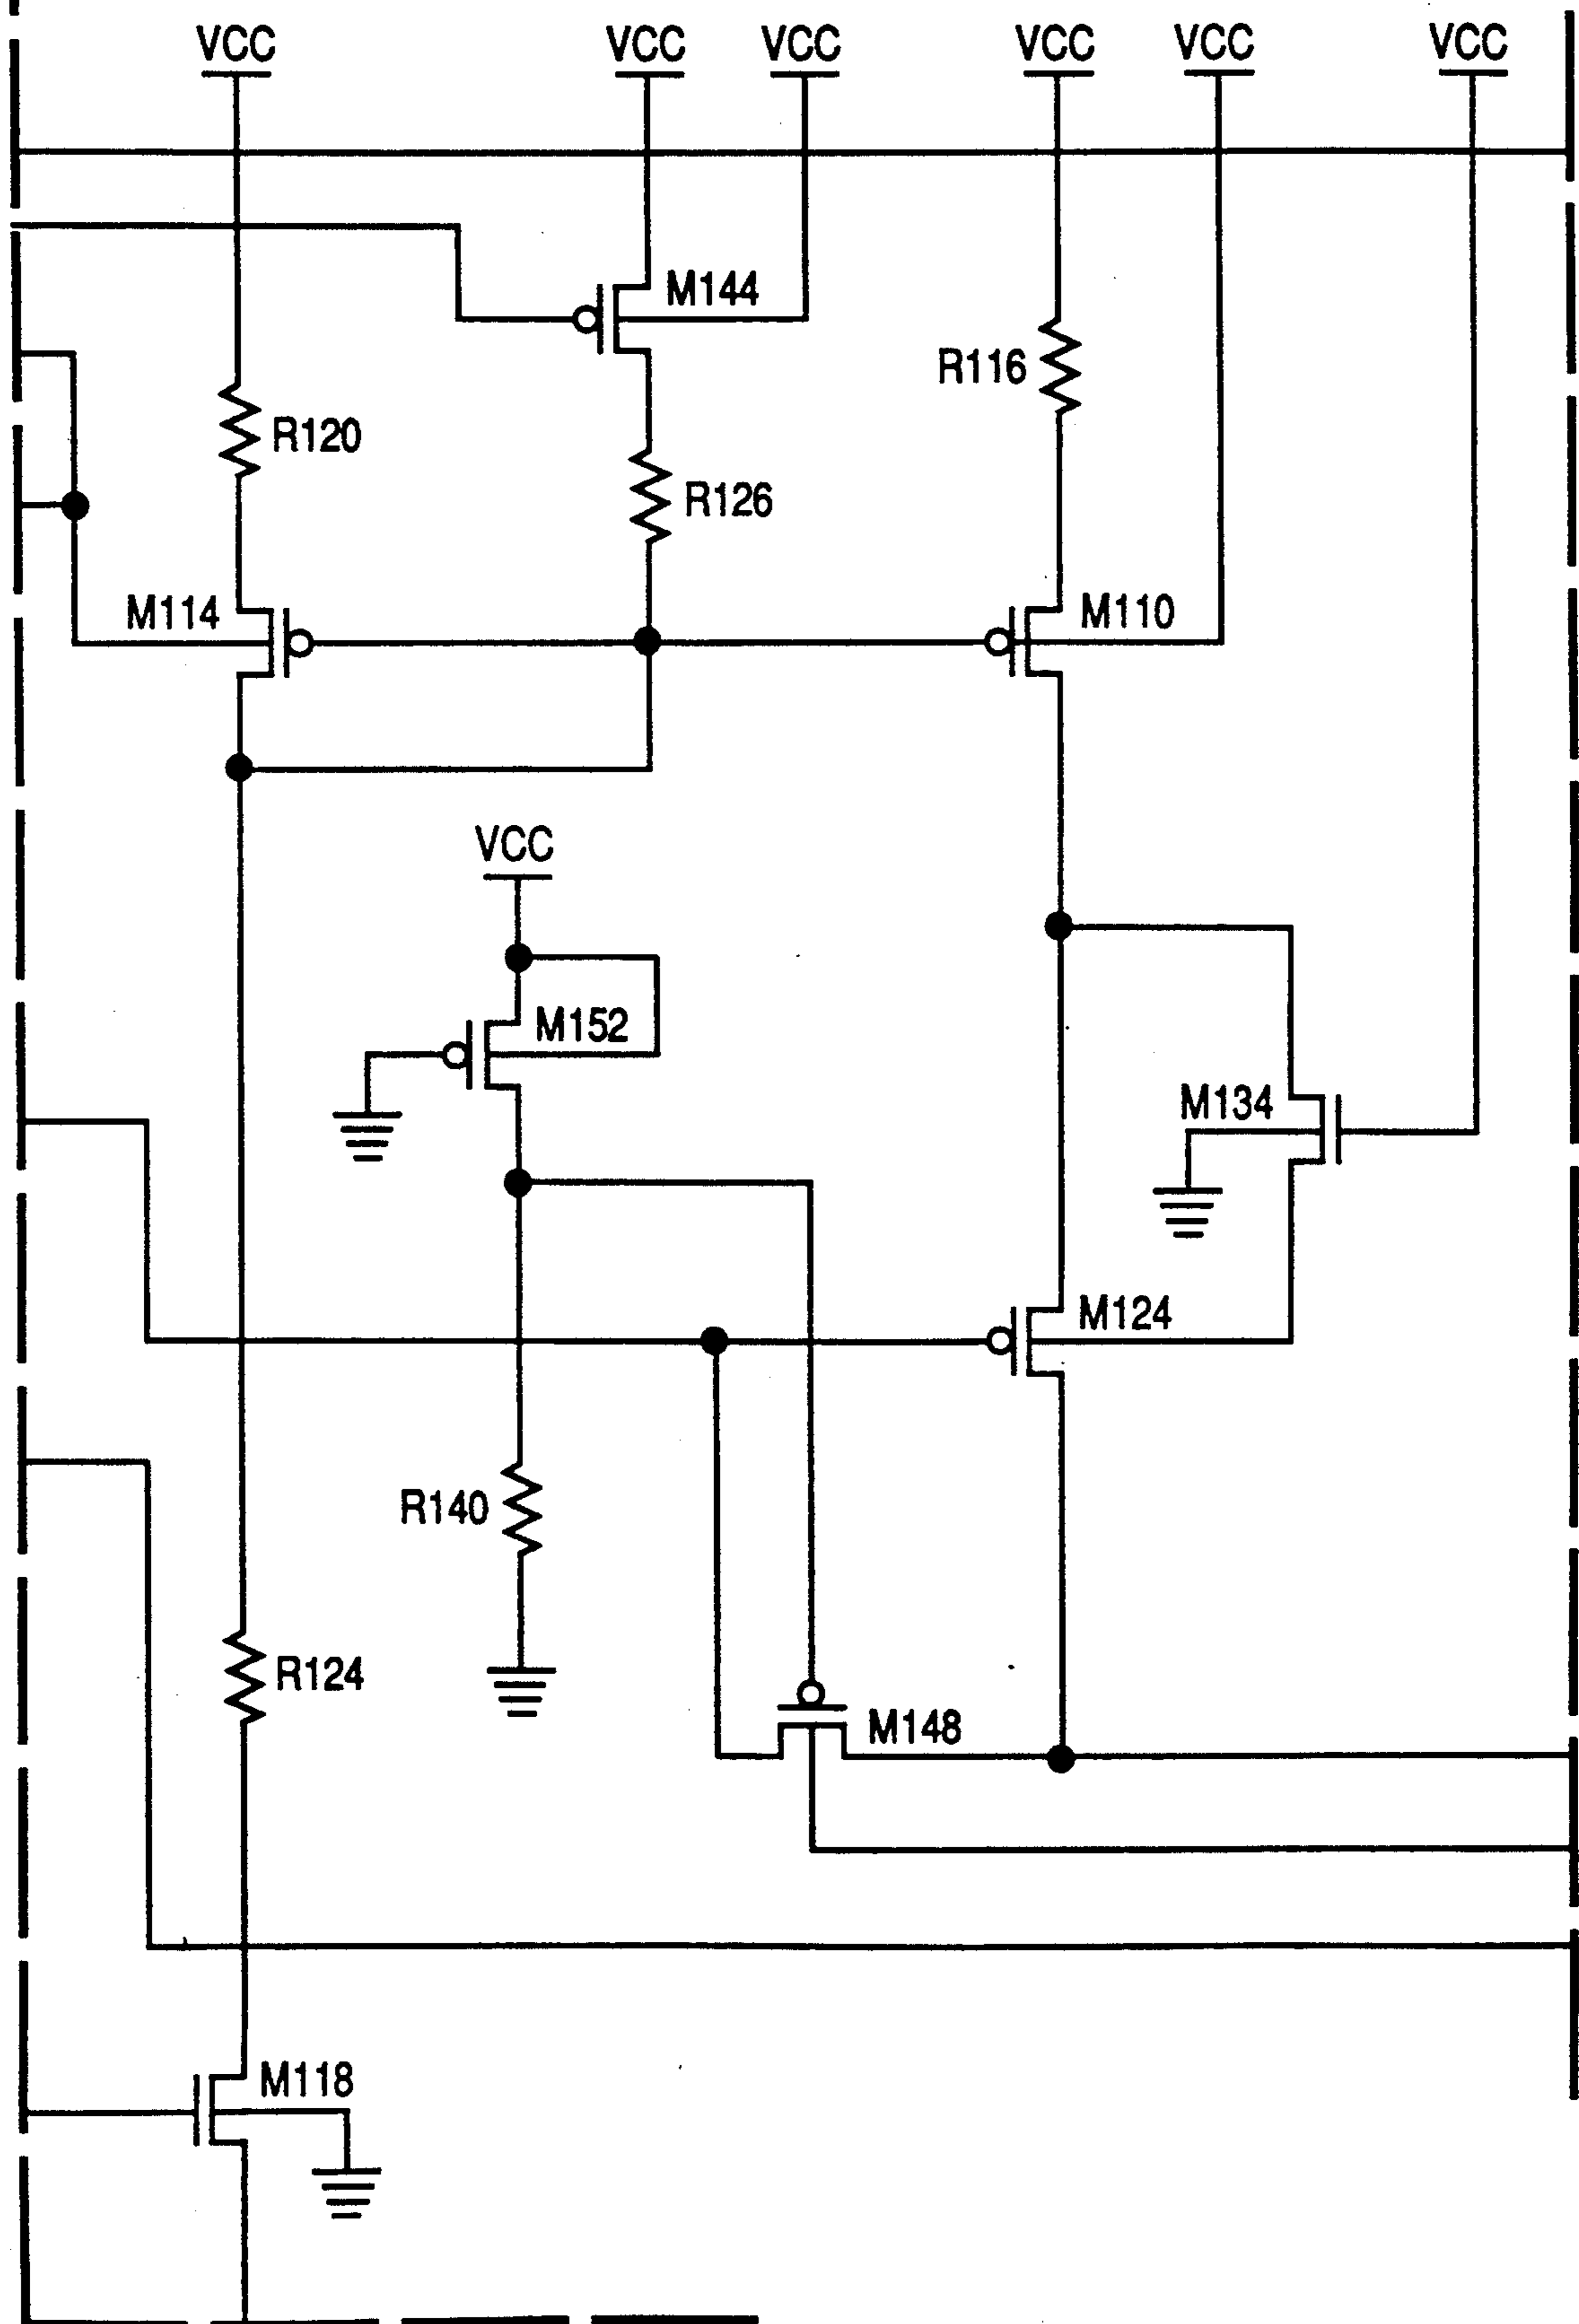 VCC VCC VCC VCC VCC VCC
M144
R116
R120
R126
M114
M110
VCC
M152
M134
M124
R140
R124
M148
M118